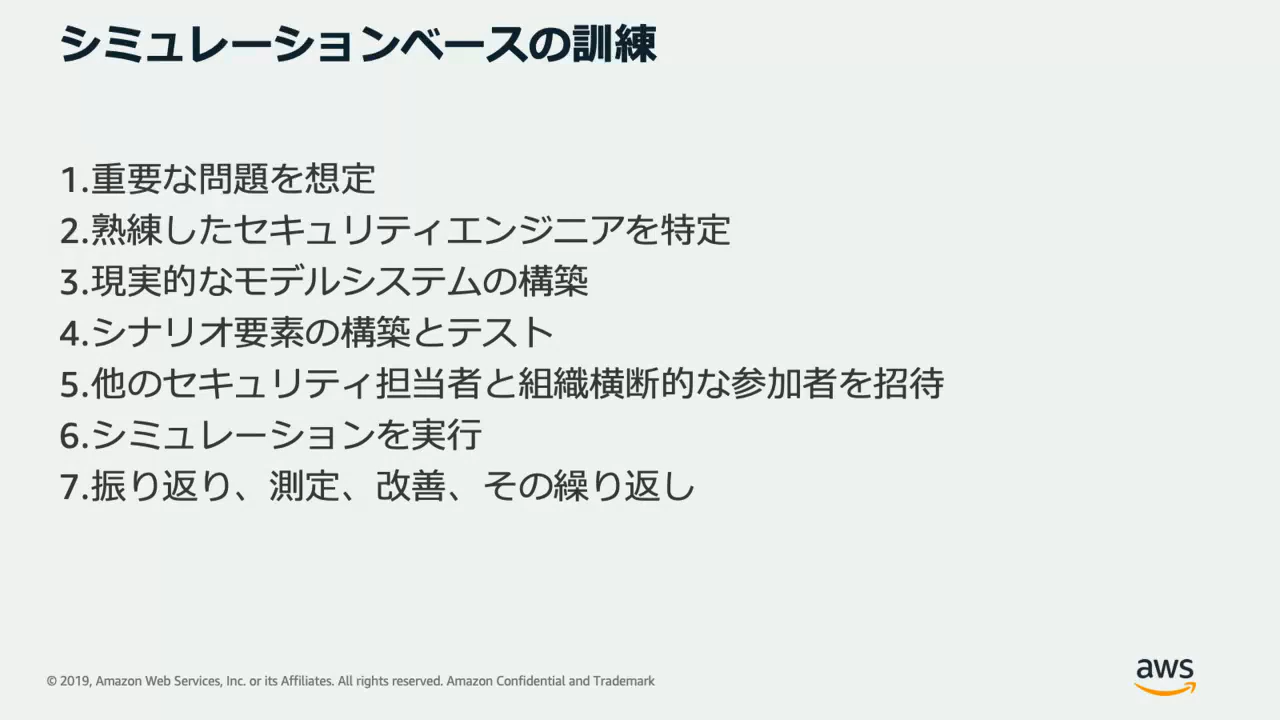 シミュレーションベースの訓練
1.重要な問題を想定
2.熟練したセキュリティエンジニアを特定
3.現実的なモデルシステムの構築
4.シナリオ要素の構築とテスト
5.他のセキュリティ担当者と組織横断的な参加者を招待
6.シミュレーションを実行
7.振り返り、測定、改善、その繰り返し
© 2019, Amazon Web Services, Inc. or its Affiliates. All rights reserved. Amazon Confidential and Trademark
aws